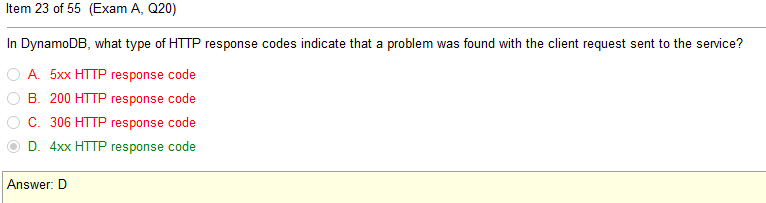 Item 23 of 55 (Exam A, Q20)
In DynamoDB, what type of HTTP response codes indicate that a problem was found with the client request sent to the service?
A. 5xx HTTP response code
B. 200 HTTP response code
C. 306 HTTP response code
D. 4xx HTTP response code
Answer: D